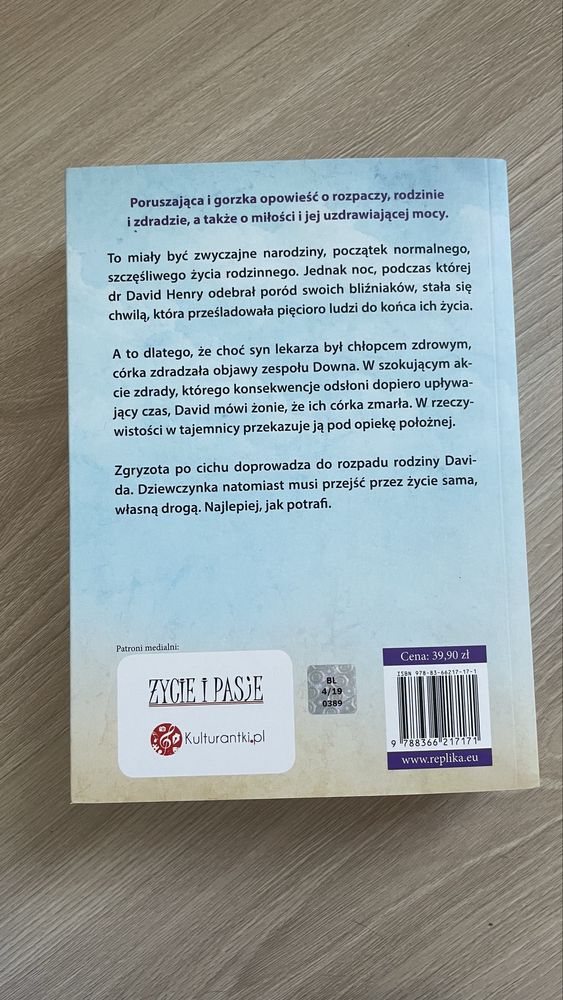 Poruszająca i gorzka opowieść o rozpaczy, rodzinie
i zdradzie, a także o miłości i jej uzdrawiającej mocy.
To miały być zwyczajne narodziny, początek normalnego,
szczęśliwego życia rodzinnego. Jednak noc, podczas której
dr David Henry odebrał poród swoich bliźniaków, stała się
chwilą, która prześladowała pięcioro ludzi do końca ich życia.
A to dlatego, że choć syn lekarza był chłopcem zdrowym,
córka zdradzała objawy zespołu Downa. W szokującym ak-
cie zdrady, którego konsekwencje odsłoni dopiero upływa-
jący czas, David mówi żonie, że ich córka zmarła. W rzeczy-
wistości w tajemnicy przekazuje ją pod opiekę położnej.
Zgryzota po cichu doprowadza do rozpadu rodziny Davi-
da. Dziewczynka natomiast musi przejść przez życie sama,
własną drogą. Najlepiej, jak potrafi.
Patroni medialni:
ŻYCIE I PASJE
Kulturantki.pl
BL
4/19
0389
Cena: 39,90 zł
ISBN 978-83-66217-17-1
9 788366 217171
www.replika.eu